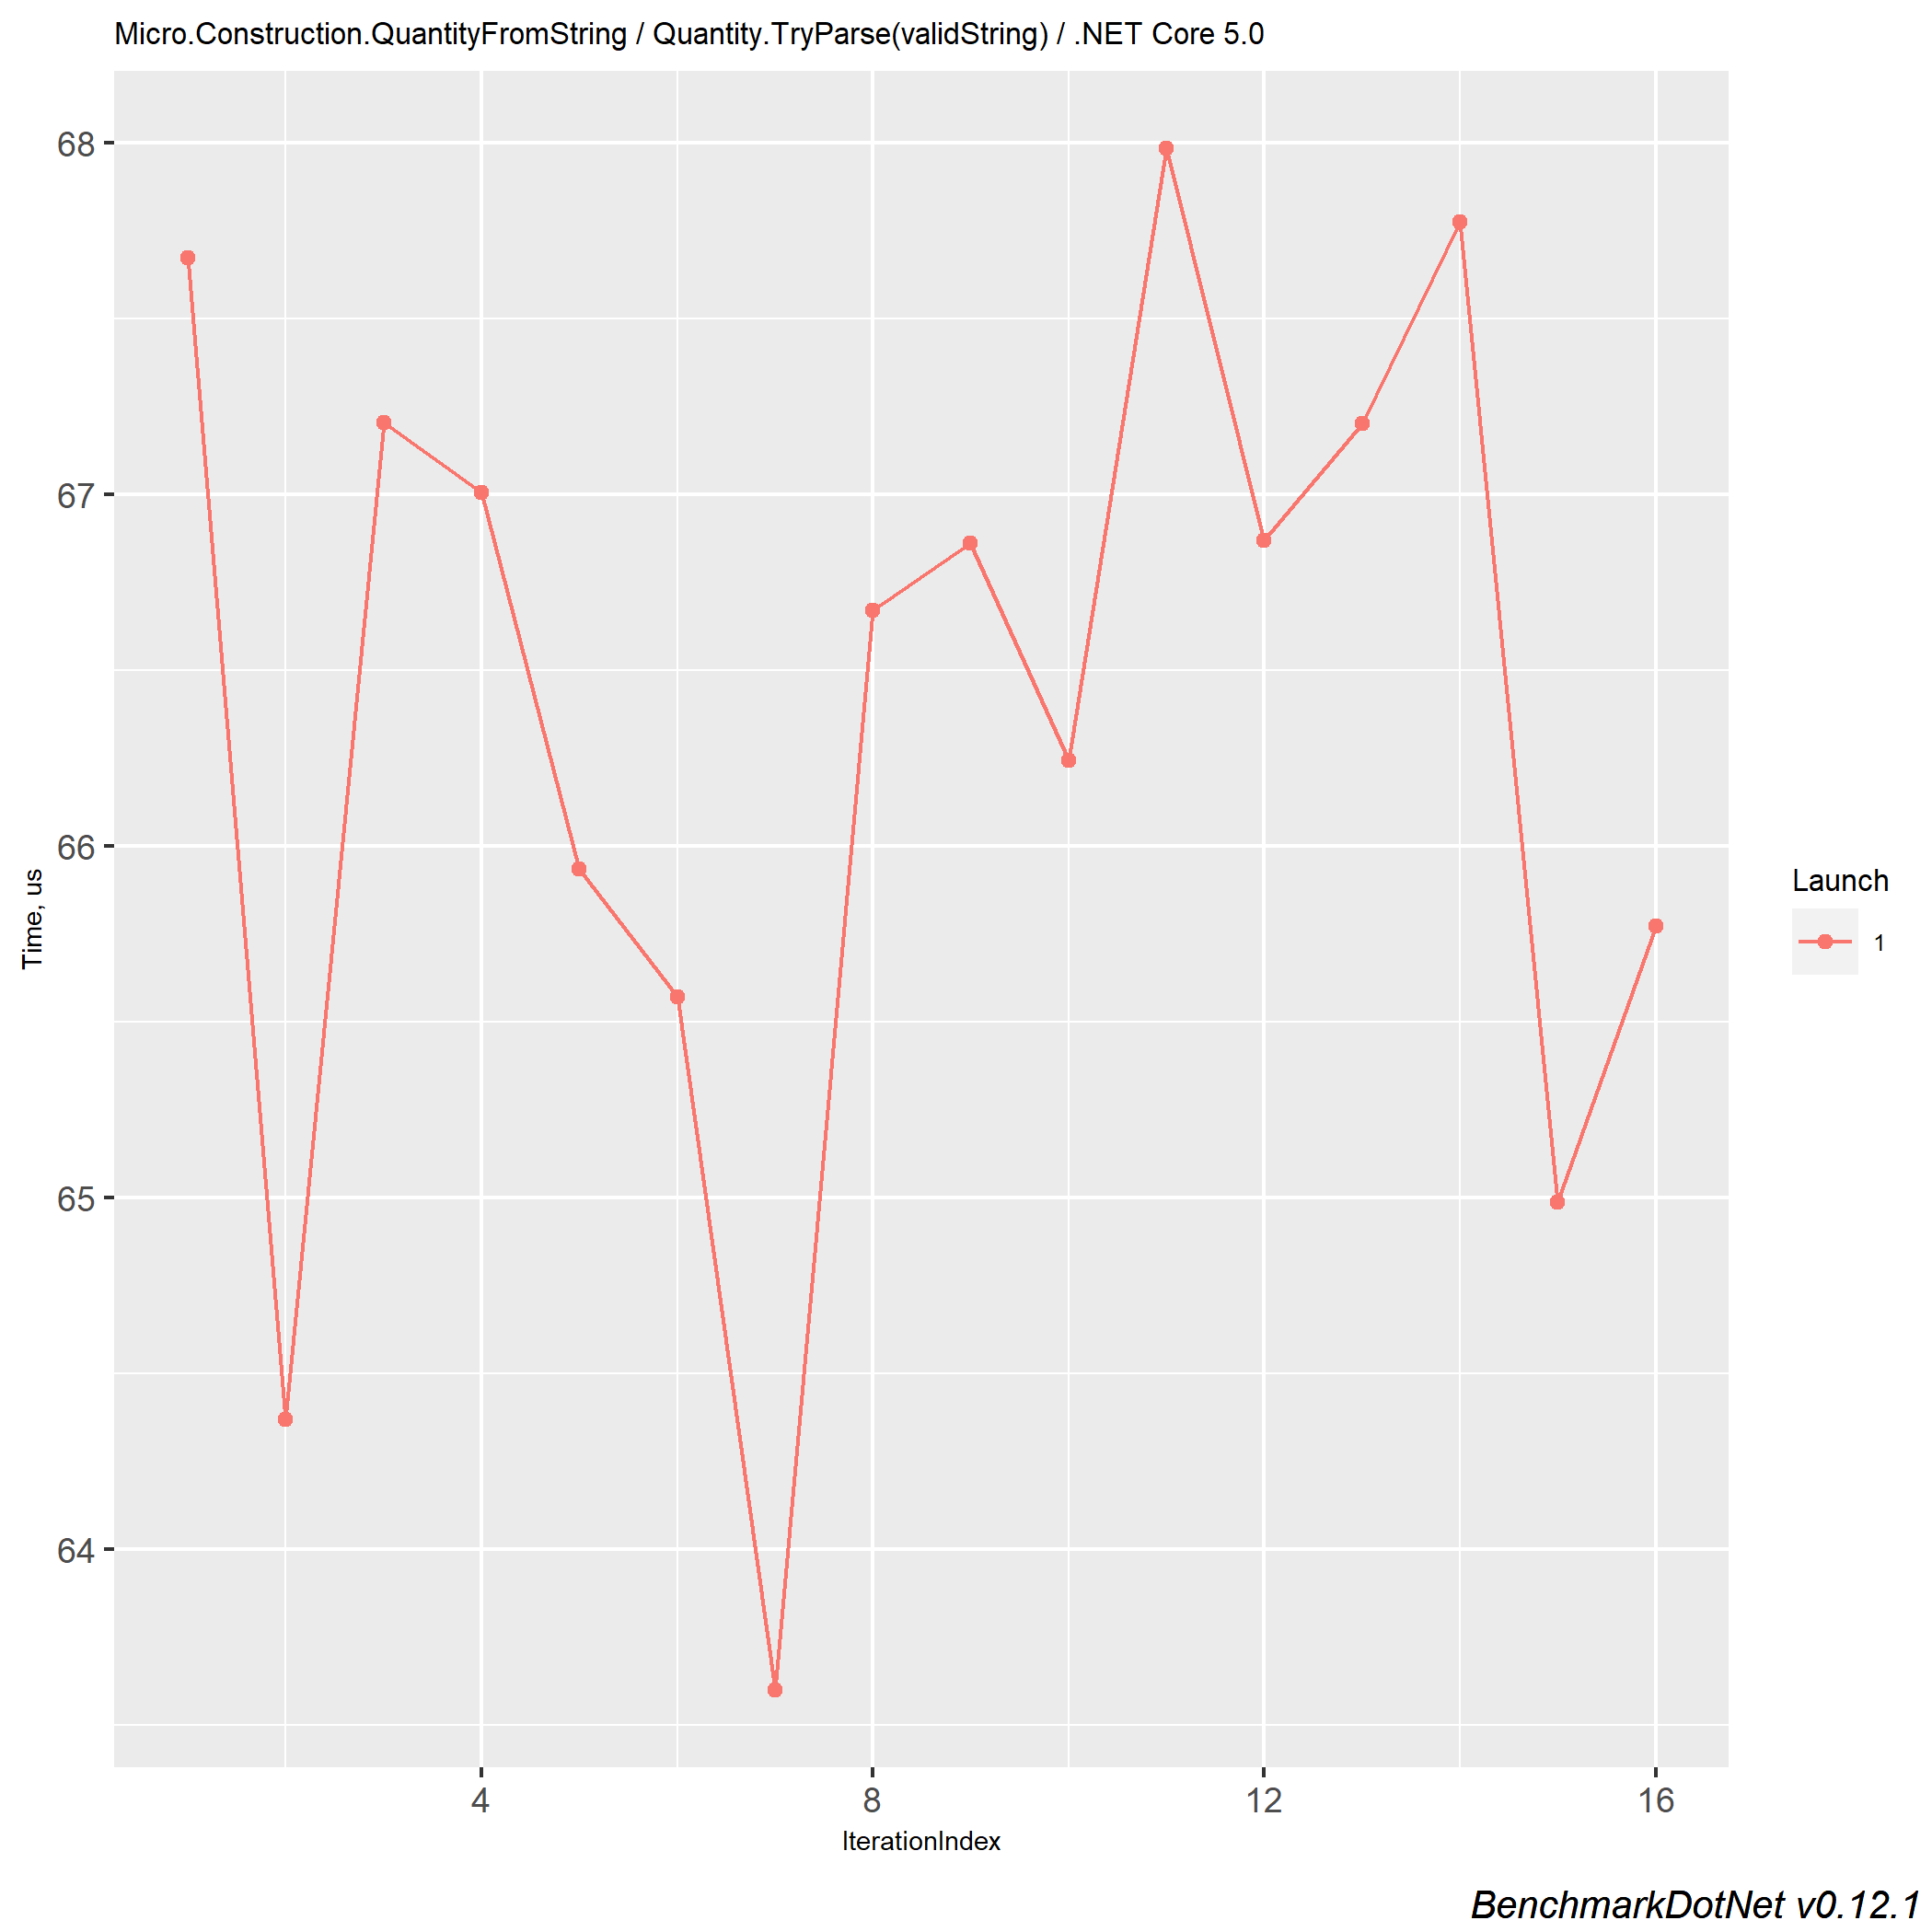 Micro.Construction.QuantityFromString / Quantity.TryParse(validString) / .NET Core 5.0
68
67
66
65
64
Time, us
4
8
12
16
IterationIndex
Launch
1
BenchmarkDotNet v0.12.1